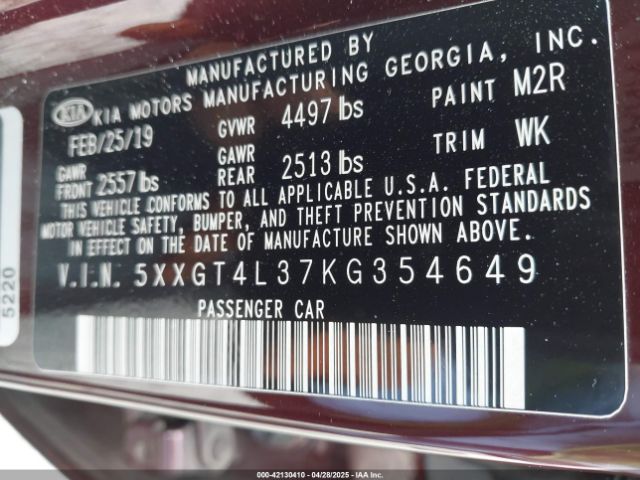 MANUFACTURED BY
KIA KIA MOTORS MANUFACTURING GEORGIA, INC.
FEB/25/19 GVWR 4497 lbs PAINT M2R
GAWR FRONT 2557 lbs GAWR REAR 2513 lbs TRIM WK
THIS VEHICLE CONFORMS TO ALL APPLICABLE U.S.A. FEDERAL
MOTOR VEHICLE SAFETY, BUMPER, AND THEFT PREVENTION STANDARDS
IN EFFECT ON THE DATE OF MANUFACTURE SHOWN ABOVE.
V.I.N. 5XXGT4L37KG354649
PASSENGER CAR
5220
000-42130410 | 04/28/2025 | IAAI